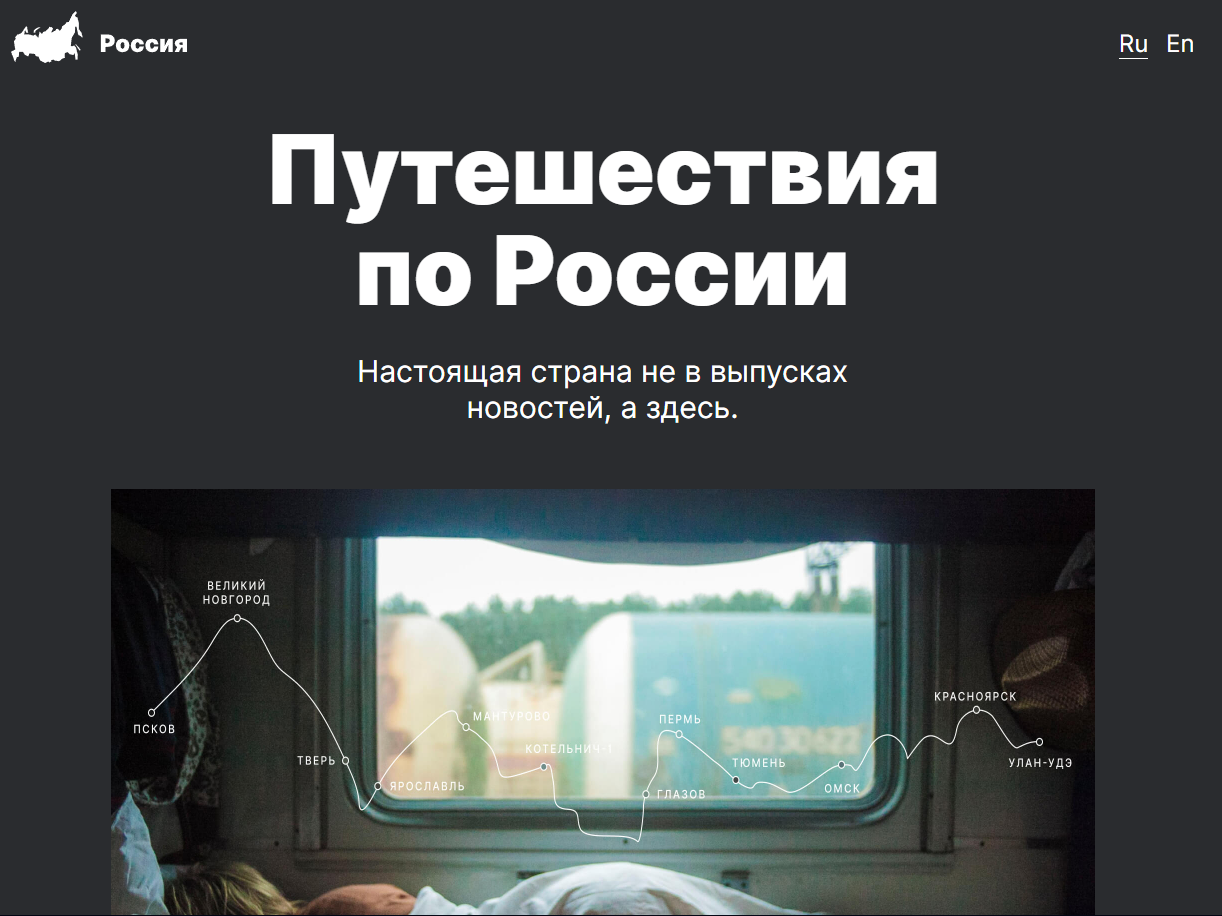 Россия
Ru En
Путешествия
по России
Настоящая страна не в выпусках
новостей, а здесь.
ВЕЛИКИЙ
НОВГОРОД
ПСКОВ
ТВЕРЬ
ЯРОСЛАВЛЬ
МАНТУРОВО
КОТЕЛЬНИЧ-1
ГЛАЗОВ
ПЕРМЬ
ТЮМЕНЬ
ОМСК
КРАСНОЯРСК
УЛАН-УДЭ
54030622